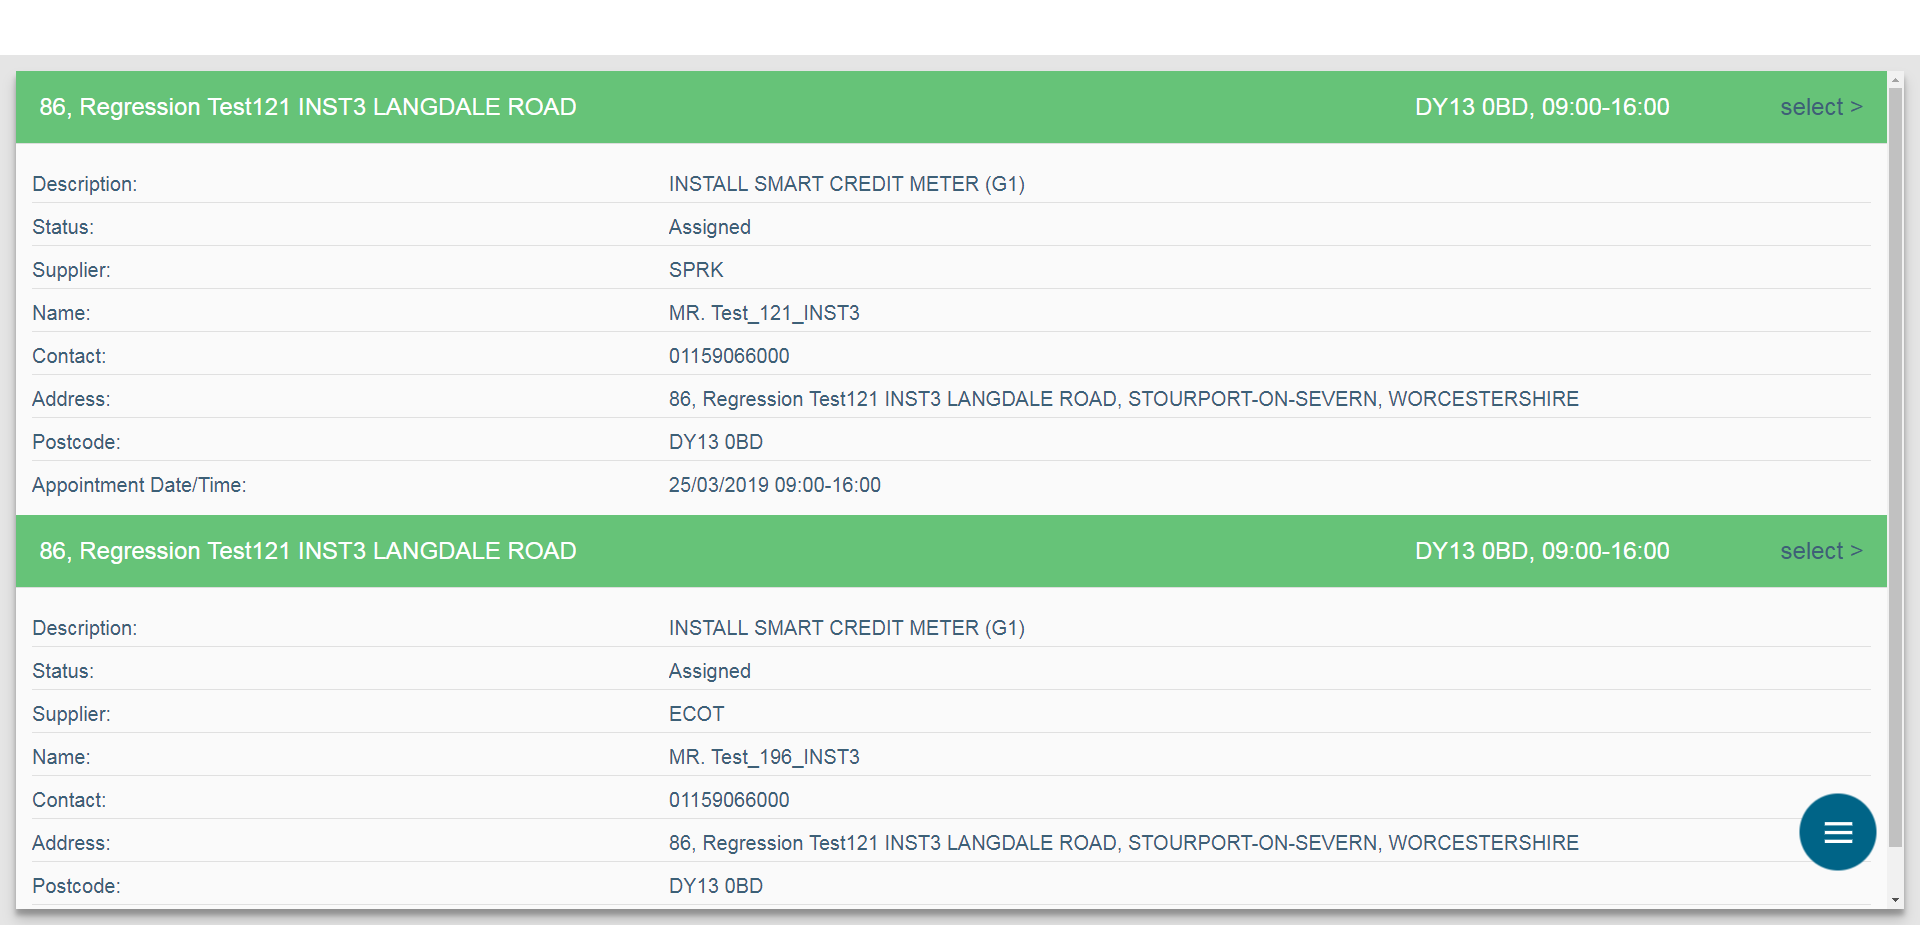 86, Regression Test121 INST3 LANGDALE ROAD DY13 0BD, 09:00-16:00 select >
Description: INSTALL SMART CREDIT METER (G1)
Status: Assigned
Supplier: SPRK
Name: MR. Test_121_INST3
Contact: 01159066000
Address: 86, Regression Test121 INST3 LANGDALE ROAD, STOURPORT-ON-SEVERN, WORCESTERSHIRE
Postcode: DY13 0BD
Appointment Date/Time: 25/03/2019 09:00-16:00
86, Regression Test121 INST3 LANGDALE ROAD DY13 0BD, 09:00-16:00 select >
Description: INSTALL SMART CREDIT METER (G1)
Status: Assigned
Supplier: ECOT
Name: MR. Test_196_INST3
Contact: 01159066000
Address: 86, Regression Test121 INST3 LANGDALE ROAD, STOURPORT-ON-SEVERN, WORCESTERSHIRE
Postcode: DY13 0BD